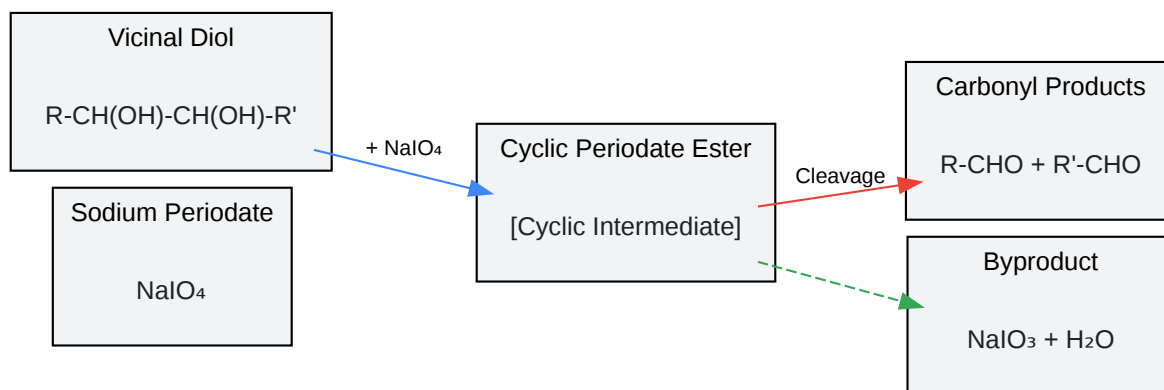 Vicinal Diol
R-CH(OH)-CH(OH)-R'
Sodium Periodate
NaIO₄
+ NaIO₄
Cyclic Periodate Ester
[Cyclic Intermediate]
Cleavage
Carbonyl Products
R-CHO + R'-CHO
Byproduct
NaIO₃ + H₂O